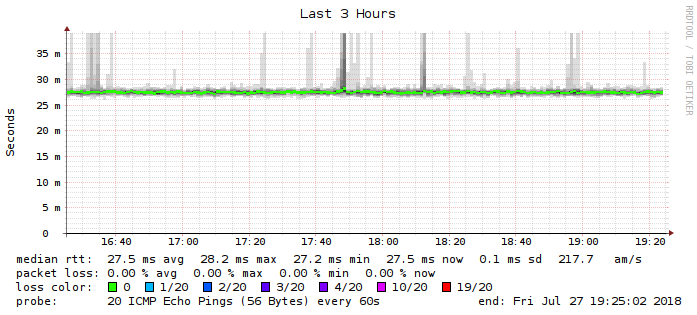 Last 3 Hours
RRDTOOL / TOBI OETIKER
Seconds
35 m
30 m
25 m
20 m
15 m
10 m
5 m
0
16:40 17:00 17:20 17:40 18:00 18:20 18:40 19:00 19:20
median rtt: 27.5 ms avg 28.2 ms max 27.2 ms min 27.5 ms now 0.1 ms sd 217.7 am/s
packet loss: 0.00 % avg 0.00 % max 0.00 % min 0.00 % now
loss color: 0 1/20 2/20 3/20 4/20 10/20 19/20
probe: 20 ICMP Echo Pings (56 Bytes) every 60s end: Fri Jul 27 19:25:02 2018